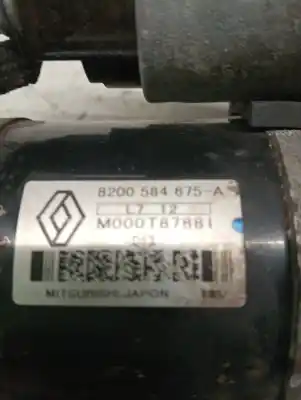 8200 584 675-A
L7 12
M000T87881
MITSUBISHI JAPON